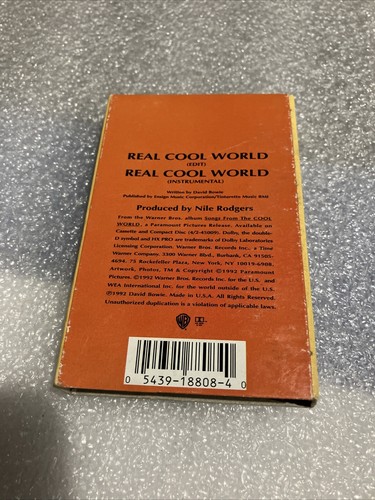 REAL COOL WORLD
(EDIT)
REAL COOL WORLD
(INSTRUMENTAL)
Written by David Bowie
Published by Ensign Music Corporation/Tintoretto Music BMI
Produced by Nile Rodgers
From the Warner Bros. album Songs From The COOL
WORLD, a Paramount Pictures Release. Available on
Cassette and Compact Disc (4/2-45009). Dolby, the double-
D symbol and HX PRO are trademarks of Dolby Laboratories
Licensing Corporation. Warner Bros. Records Inc. a Time
Warner Company. 3300 Warner Blvd., Burbank, CA 91505-
4694. 75 Rockefeller Plaza, New York, NY 10019-6908.
Artwork, Photos, TM & Copyright ©1992 Paramount
Pictures. ©1992 Warner Bros. Records Inc. for the U.S. and
WEA International Inc. for the world outside of the U.S.
℗1992 David Bowie. Made in U.S.A. All Rights Reserved.
Unauthorized duplication is a violation of applicable laws.
WB
0 5439-18808-4 0